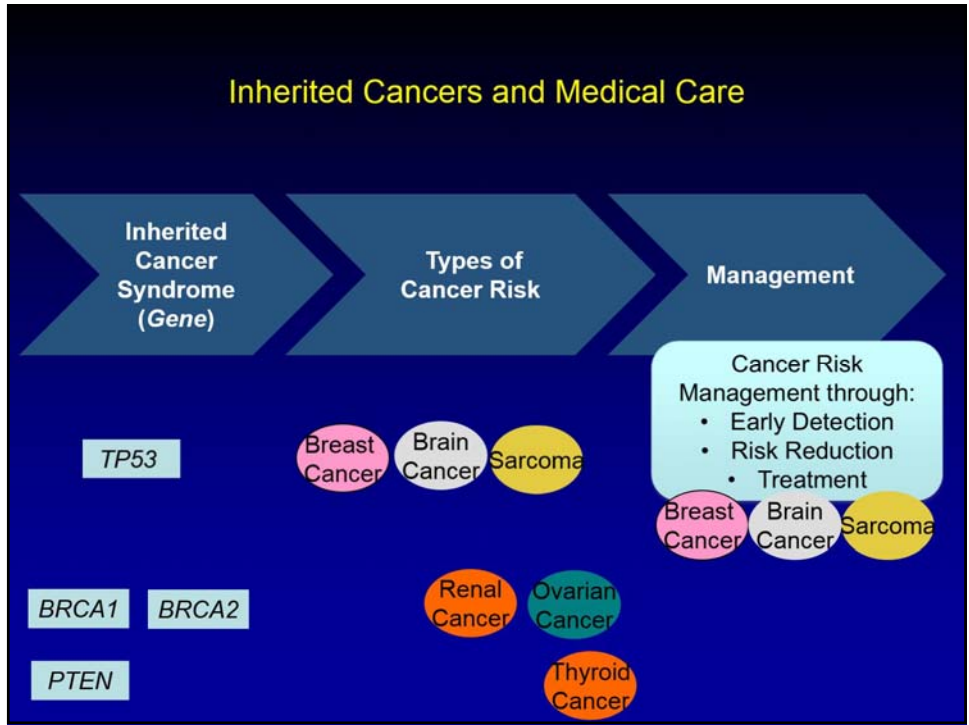 Inherited Cancers and Medical Care
Inherited
Cancer
Syndrome
(Gene)
Types of
Cancer Risk
Management
Cancer Risk
Management through:
• Early Detection
• Risk Reduction
• Treatment
TP53
Breast
Cancer
Brain
Cancer
Sarcoma
Breast
Cancer
Brain
Cancer
Sarcoma
BRCA1
BRCA2
Renal
Cancer
Ovarian
Cancer
PTEN
Thyroid
Cancer